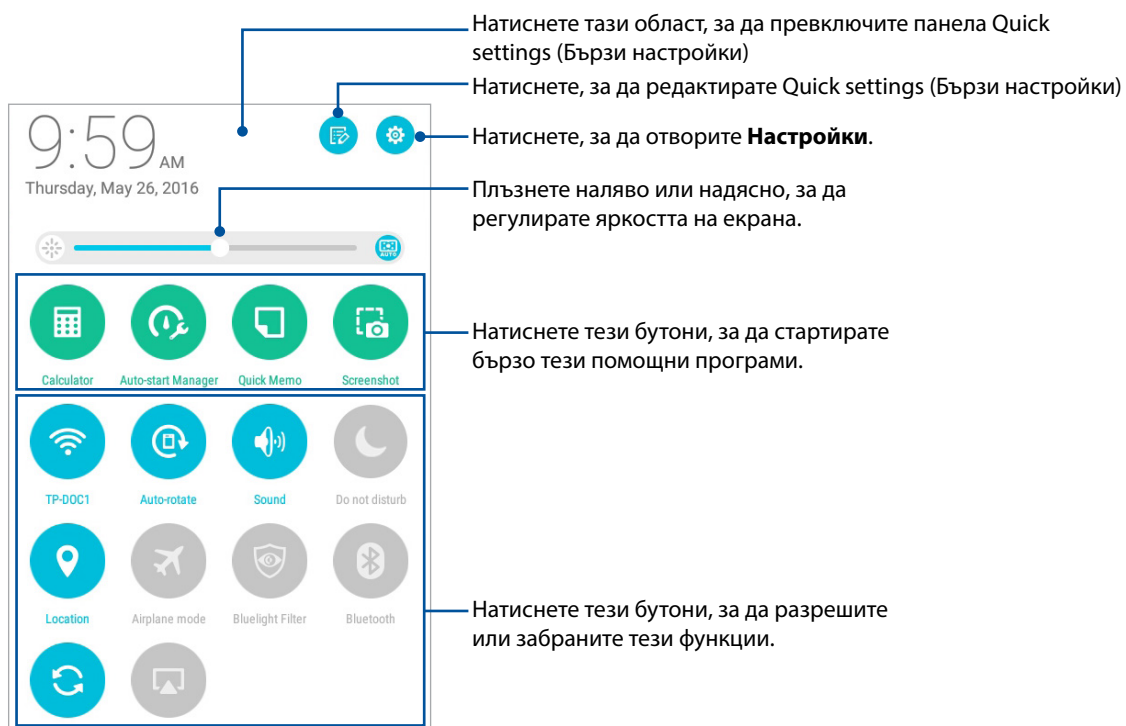 Натиснете тази област, за да превключите панела Quick
settings (Бързи настройки)
Натиснете, за да редактирате Quick settings (Бързи настройки)
9:59 AM
Натиснете, за да отворите Настройки.
Thursday, May 26, 2016
Плъзнете наляво или надясно, за да
регулирате яркостта на екрана.
AUTO
Натиснете тези бутони, за да стартирате
бързо тези помощни програми.
Calculator Auto-start Manager Quick Memo Screenshot
TP-DOC1 Auto-rotate Sound Do not disturb
Location Airplane mode Bluelight Filter Bluetooth
Натиснете тези бутони, за да разрешите
или забраните тези функции.